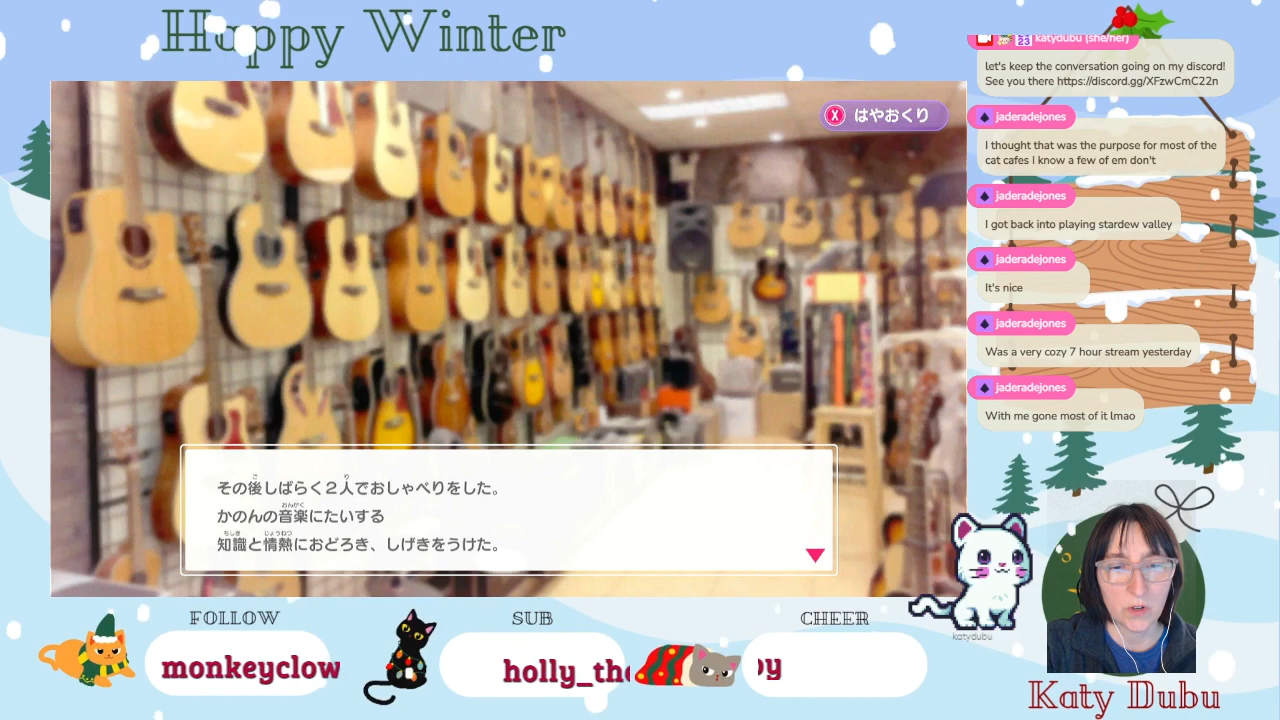 Happy Winter
X はやおくり
その後しばらく２人でおしゃべりをした。
かのんの音楽にたいする
知識と情熱におどろき、しげきをうけた。
23 katydubu (she/her)
let's keep the conversation going on my discord!
See you there https://discord.gg/XFzwCmC22n
jaderadejones
I thought that was the purpose for most of the
cat cafes I know a few of em don't
jaderadejones
I got back into playing stardew valley
jaderadejones
It's nice
jaderadejones
Was a very cozy 7 hour stream yesterday
jaderadejones
With me gone most of it lmao
katydubu
FOLLOW
monkeyclow
SUB
holly_the
CHEER
py
Katy Dubu